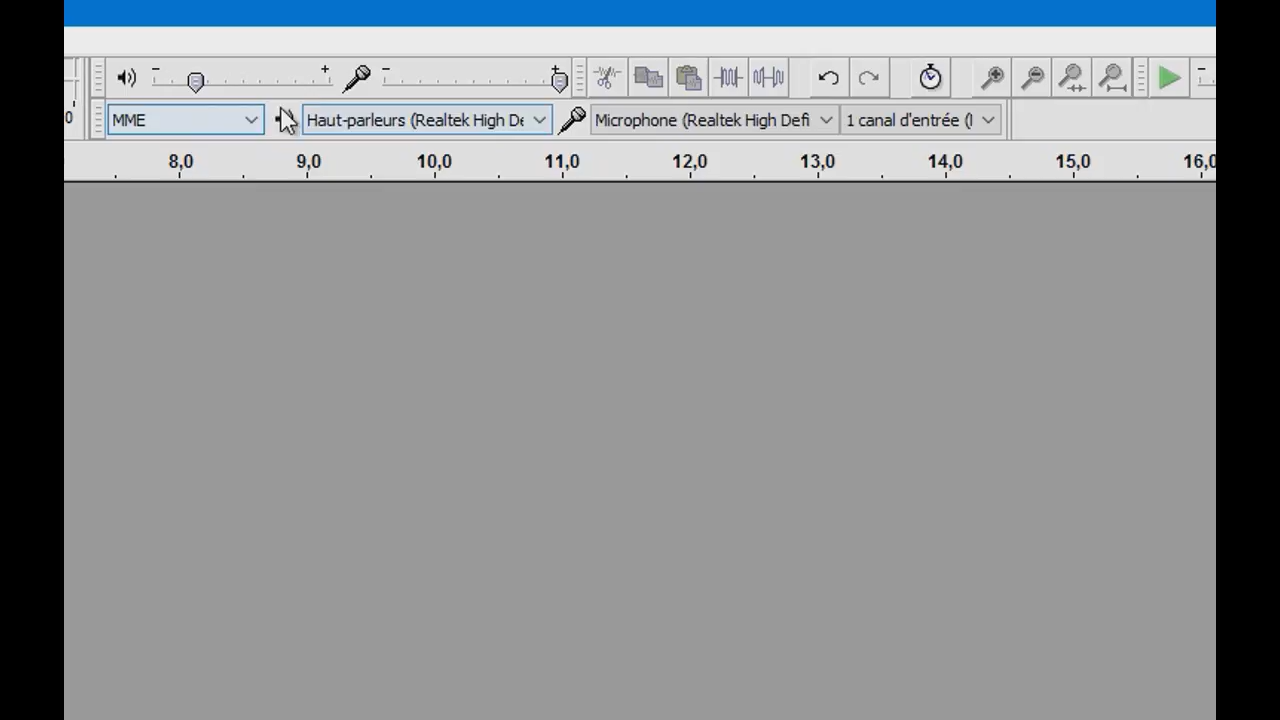 0 MME Haut-parleurs (Realtek High De Microphone (Realtek High Defi 1 canal d'entrée (
8,0 9,0 10,0 11,0 12,0 13,0 14,0 15,0 16,0